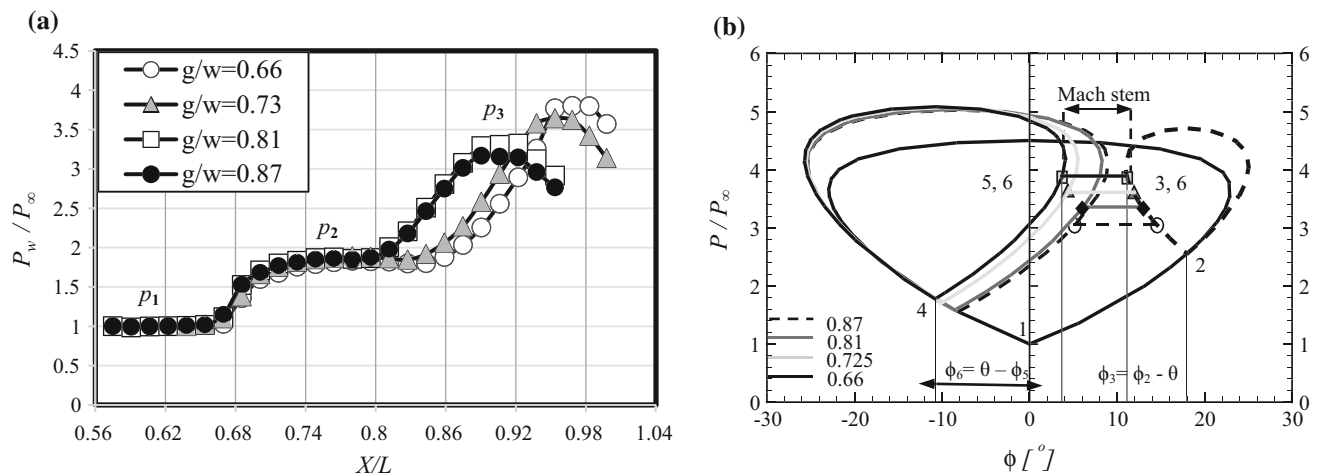 (a)
4.5
4
3.5
3
2.5
2
1.5
1
0.5
0
P_w / P_∞
g/w=0.66
g/w=0.73
g/w=0.81
g/w=0.87
p_1
p_2
p_3
0.56 0.62 0.68 0.74 0.8 0.86 0.92 0.98 1.04
X/L
(b)
6 6
5 5
4 4
3 3
2 2
1 1
0 0
P / P_∞
Mach stem
5, 6
3, 6
2
4
1
0.87
0.81
0.725
0.66
ϕ_6= θ – ϕ_5
ϕ_3= ϕ_2 - θ
-30 -20 -10 0 10 20 30
ϕ [ ° ]